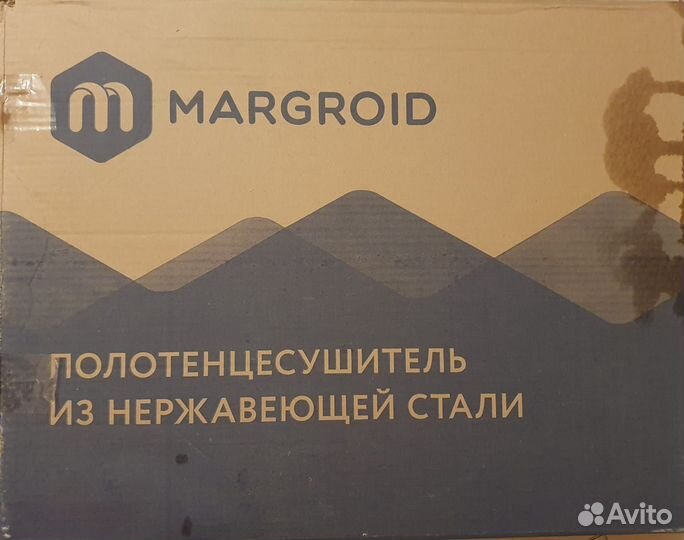 m MARGROID
ПОЛОТЕНЦЕСУШИТЕЛЬ
ИЗ НЕРЖАВЕЮЩЕЙ СТАЛИ
Avito